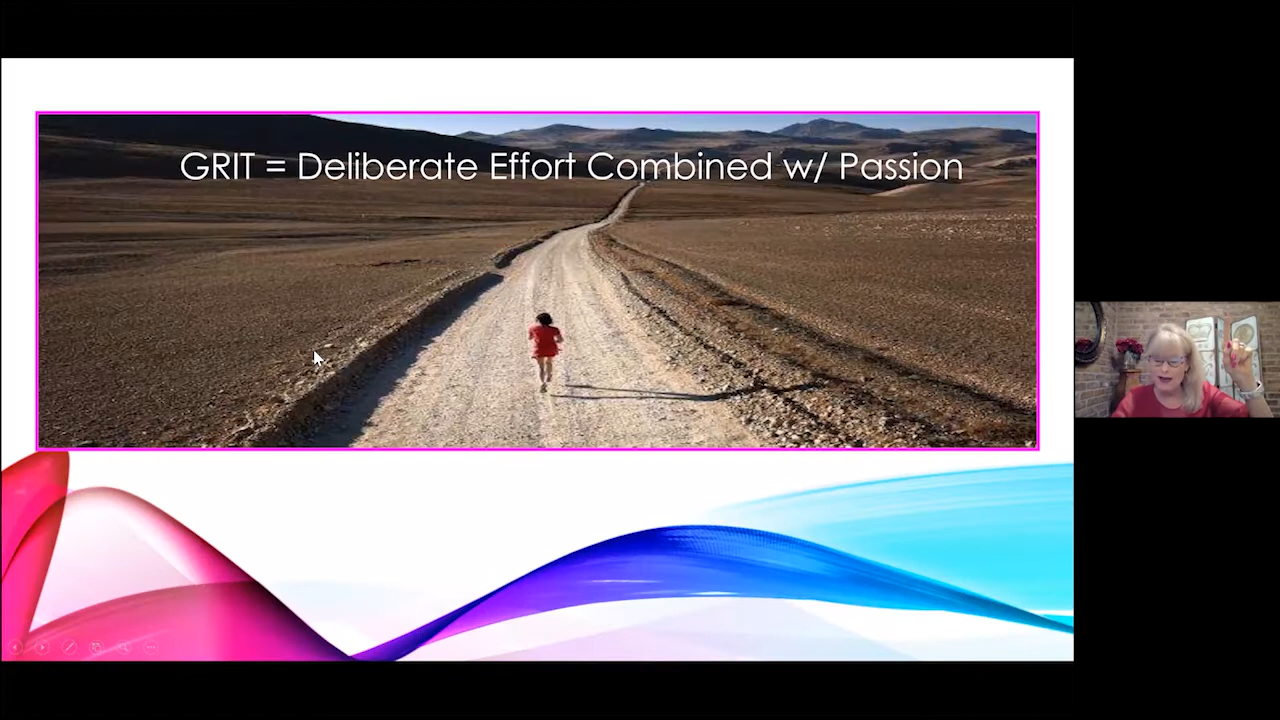 GRIT = Deliberate Effort Combined w/ Passion